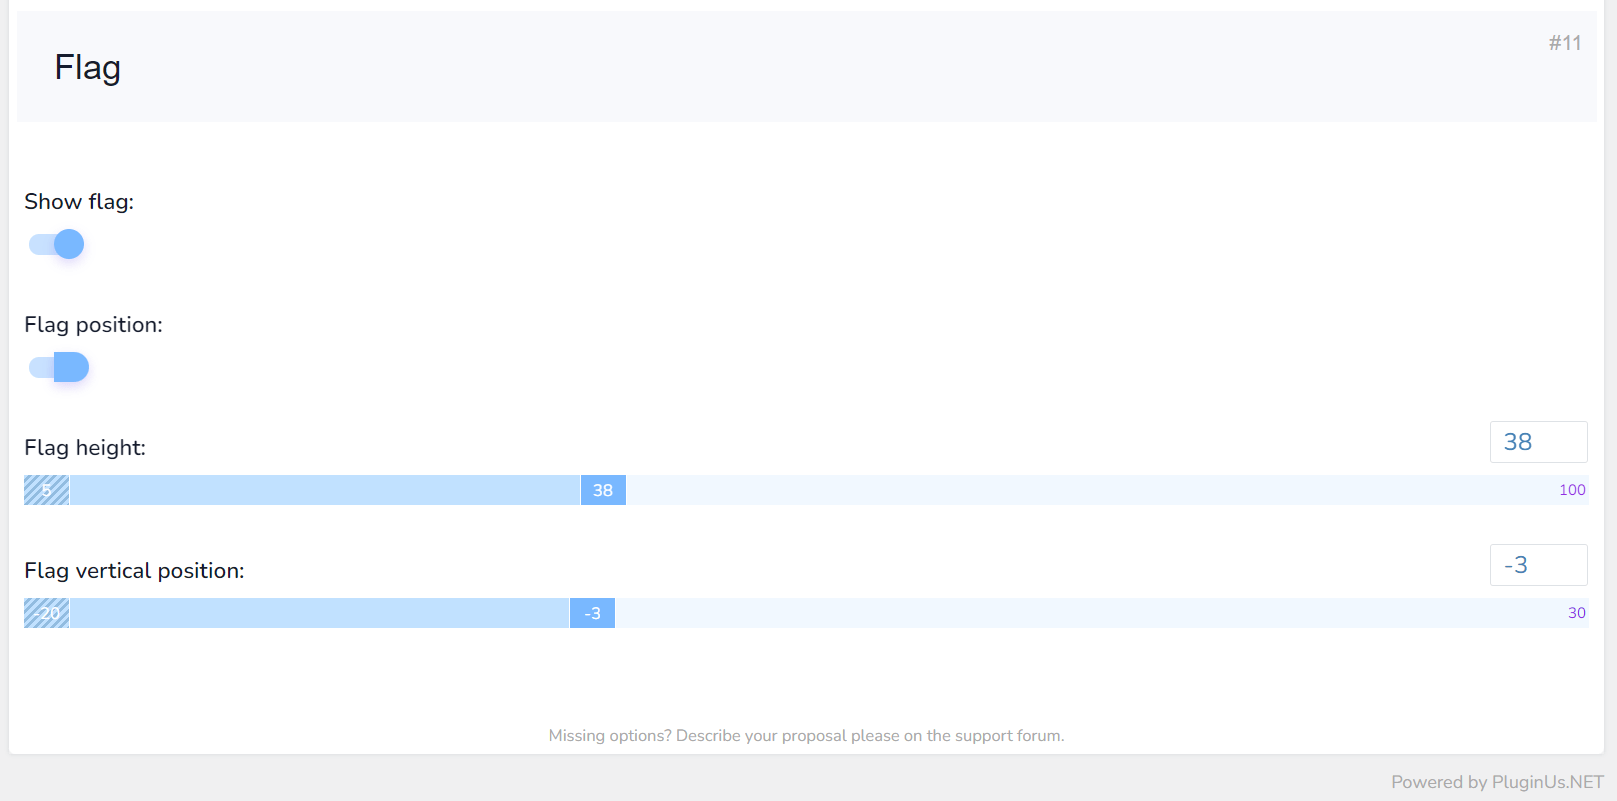 Flag
#11
Show flag:
Flag position:
Flag height:
38
5
38
100
Flag vertical position:
-3
-20
-3
30
Missing options? Describe your proposal please on the support forum.
Powered by PluginUs.NET